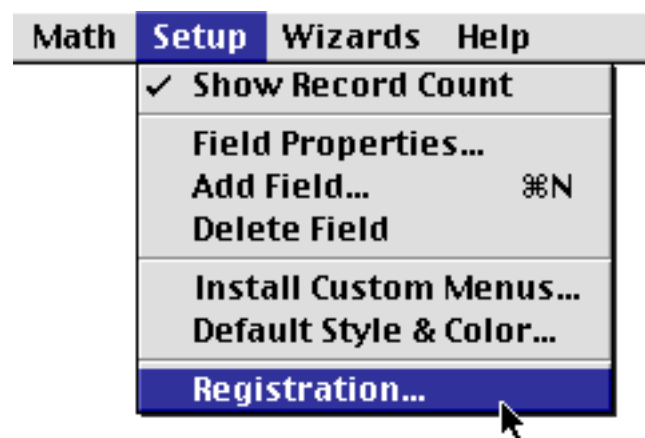 Math Setup Wizards Help
✓ Show Record Count
Field Properties...
Add Field... ⌘N
Delete Field
Install Custom Menus...
Default Style & Color...
Registration...